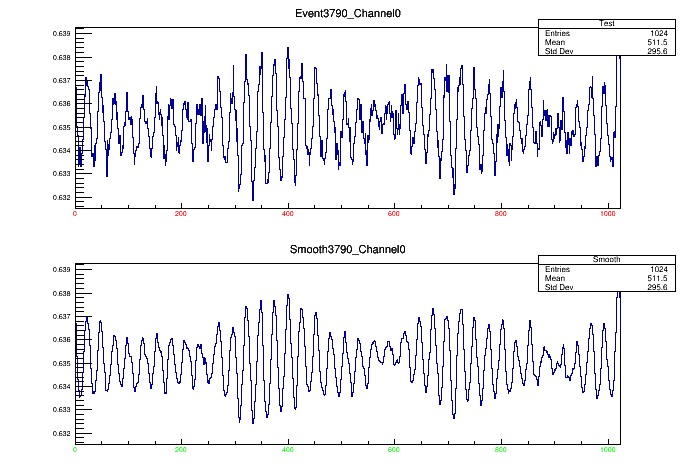 Event3790_Channel0
Test
Entries 1024
Mean 511.5
Std Dev 295.6
0.639
0.638
0.637
0.636
0.635
0.634
0.633
0.632
0 200 400 600 800 1000
Smooth3790_Channel0
Smooth
Entries 1024
Mean 511.5
Std Dev 295.6
0.639
0.638
0.637
0.636
0.635
0.634
0.633
0.632
0 200 400 600 800 1000